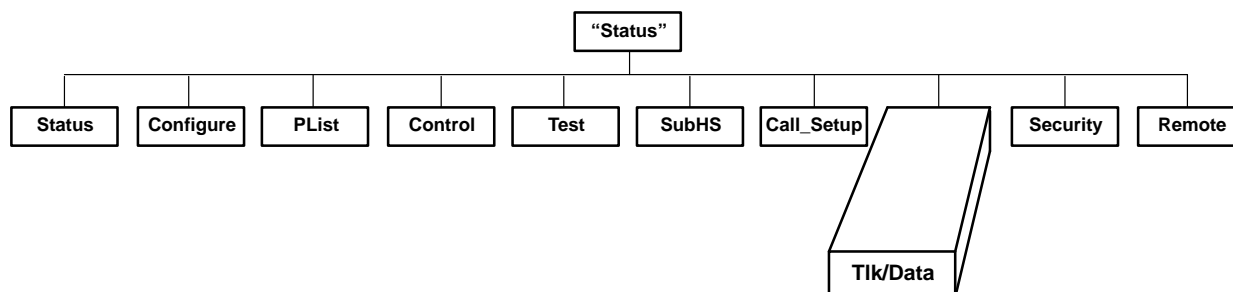 “Status”
Status Configure PList Control Test SubHS Call_Setup Security Remote
Tlk/Data